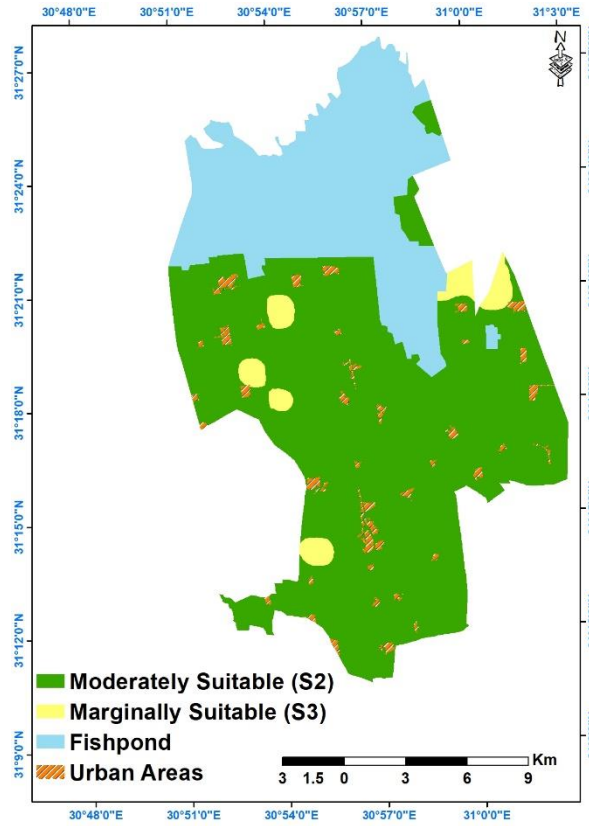 30°48'0"E 30°51'0"E 30°54'0"E 30°57'0"E 31°0'0"E 31°3'0"E
N
31°27'0"N
31°24'0"N
31°21'0"N
31°18'0"N
31°15'0"N
31°12'0"N
31°9'0"N
Moderately Suitable (S2)
Marginally Suitable (S3)
Fishpond
Urban Areas
Km
3 1.5 0 3 6 9
30°48'0"E 30°51'0"E 30°54'0"E 30°57'0"E 31°0'0"E